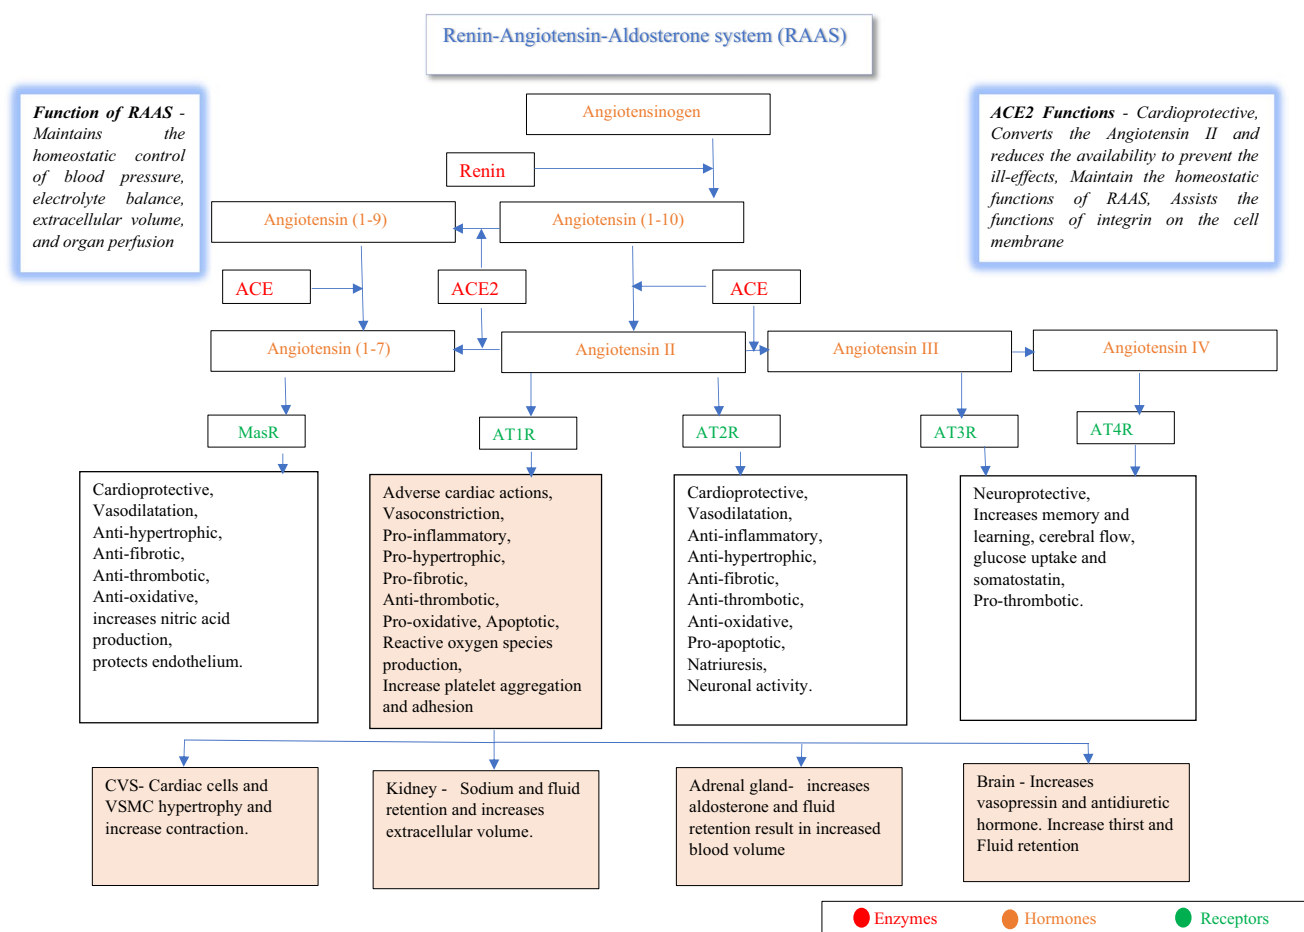 Renin-Angiotensin-Aldosterone system (RAAS)
Function of RAAS -
Maintains the
homeostatic control
of blood pressure,
electrolyte balance,
extracellular volume,
and organ perfusion
Angiotensinogen
ACE2 Functions - Cardioprotective,
Converts the Angiotensin II and
reduces the availability to prevent the
ill-effects, Maintain the homeostatic
functions of RAAS, Assists the
functions of integrin on the cell
membrane
Renin
Angiotensin (1-9)
Angiotensin (1-10)
ACE
ACE2
ACE
Angiotensin (1-7)
Angiotensin II
Angiotensin III
Angiotensin IV
MasR
AT1R
AT2R
AT3R
AT4R
Cardioprotective,
Vasodilatation,
Anti-hypertrophic,
Anti-fibrotic,
Anti-thrombotic,
Anti-oxidative,
increases nitric acid
production,
protects endothelium.
Adverse cardiac actions,
Vasoconstriction,
Pro-inflammatory,
Pro-hypertrophic,
Pro-fibrotic,
Anti-thrombotic,
Pro-oxidative, Apoptotic,
Reactive oxygen species
production,
Increase platelet aggregation
and adhesion
Cardioprotective,
Vasodilatation,
Anti-inflammatory,
Anti-hypertrophic,
Anti-fibrotic,
Anti-thrombotic,
Anti-oxidative,
Pro-apoptotic,
Natriuresis,
Neuronal activity.
Neuroprotective,
Increases memory and
learning, cerebral flow,
glucose uptake and
somatostatin,
Pro-thrombotic.
CVS- Cardiac cells and
VSMC hypertrophy and
increase contraction.
Kidney - Sodium and fluid
retention and increases
extracellular volume.
Adrenal gland- increases
aldosterone and fluid
retention result in increased
blood volume
Brain - Increases
vasopressin and antidiuretic
hormone. Increase thirst and
Fluid retention
Enzymes
Hormones
Receptors